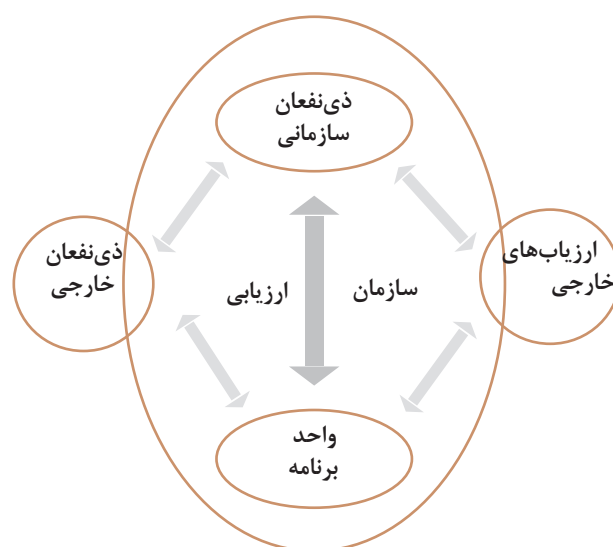 ذی‌نفعان
سازمانی
ارزیاب‌های
خارجی
ذی‌نفعان
خارجی
سازمان
ارزیابی
واحد
برنامه